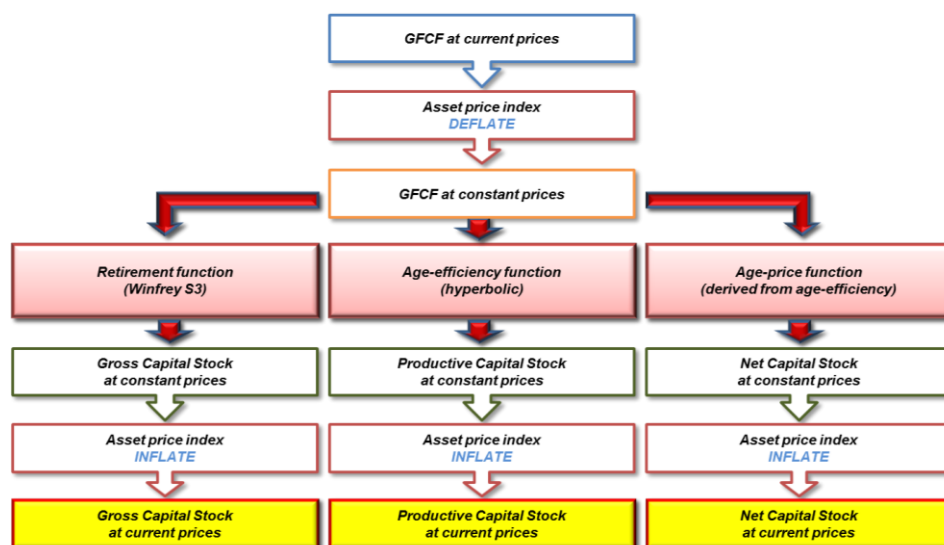 GFCF at current prices
Asset price index
DEFLATE
GFCF at constant prices
Retirement function
(Winfrey S3)
Age-efficiency function
(hyperbolic)
Age-price function
(derived from age-efficiency)
Gross Capital Stock
at constant prices
Productive Capital Stock
at constant prices
Net Capital Stock
at constant prices
Asset price index
INFLATE
Asset price index
INFLATE
Asset price index
INFLATE
Gross Capital Stock
at current prices
Productive Capital Stock
at current prices
Net Capital Stock
at current prices